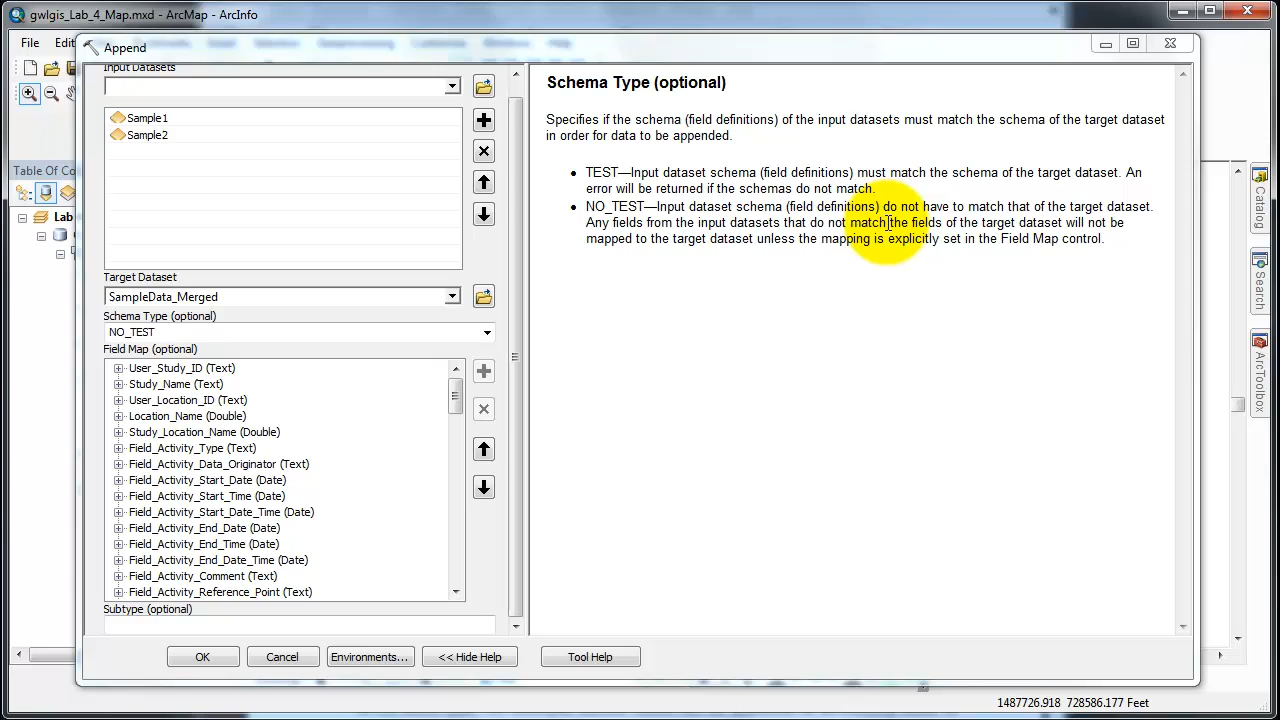 gwlgis_Lab_4_Map.mxd - ArcMap - ArcInfo
File
Append
Input Datasets
Sample1
Sample2
Target Dataset
SampleData_Merged
Schema Type (optional)
NO_TEST
Field Map (optional)
User_Study_ID (Text)
Study_Name (Text)
User_Location_ID (Text)
Location_Name (Double)
Study_Location_Name (Double)
Field_Activity_Type (Text)
Field_Activity_Data_Originator (Text)
Field_Activity_Start_Date (Date)
Field_Activity_Start_Time (Date)
Field_Activity_Start_Date_Time (Date)
Field_Activity_End_Date (Date)
Field_Activity_End_Time (Date)
Field_Activity_End_Date_Time (Date)
Field_Activity_Comment (Text)
Field_Activity_Reference_Point (Text)
Subtype (optional)
OK
Cancel
Environments...
<< Hide Help
Tool Help
Schema Type (optional)
Specifies if the schema (field definitions) of the input datasets must match the schema of the target dataset
in order for data to be appended.
• TEST—Input dataset schema (field definitions) must match the schema of the target dataset. An
error will be returned if the schemas do not match.
• NO_TEST—Input dataset schema (field definitions) do not have to match that of the target dataset.
Any fields from the input datasets that do not match the fields of the target dataset will not be
mapped to the target dataset unless the mapping is explicitly set in the Field Map control.
Table Of Co
Lab
Catalog
Search
ArcToolbox
1487726.918 728586.177 Feet